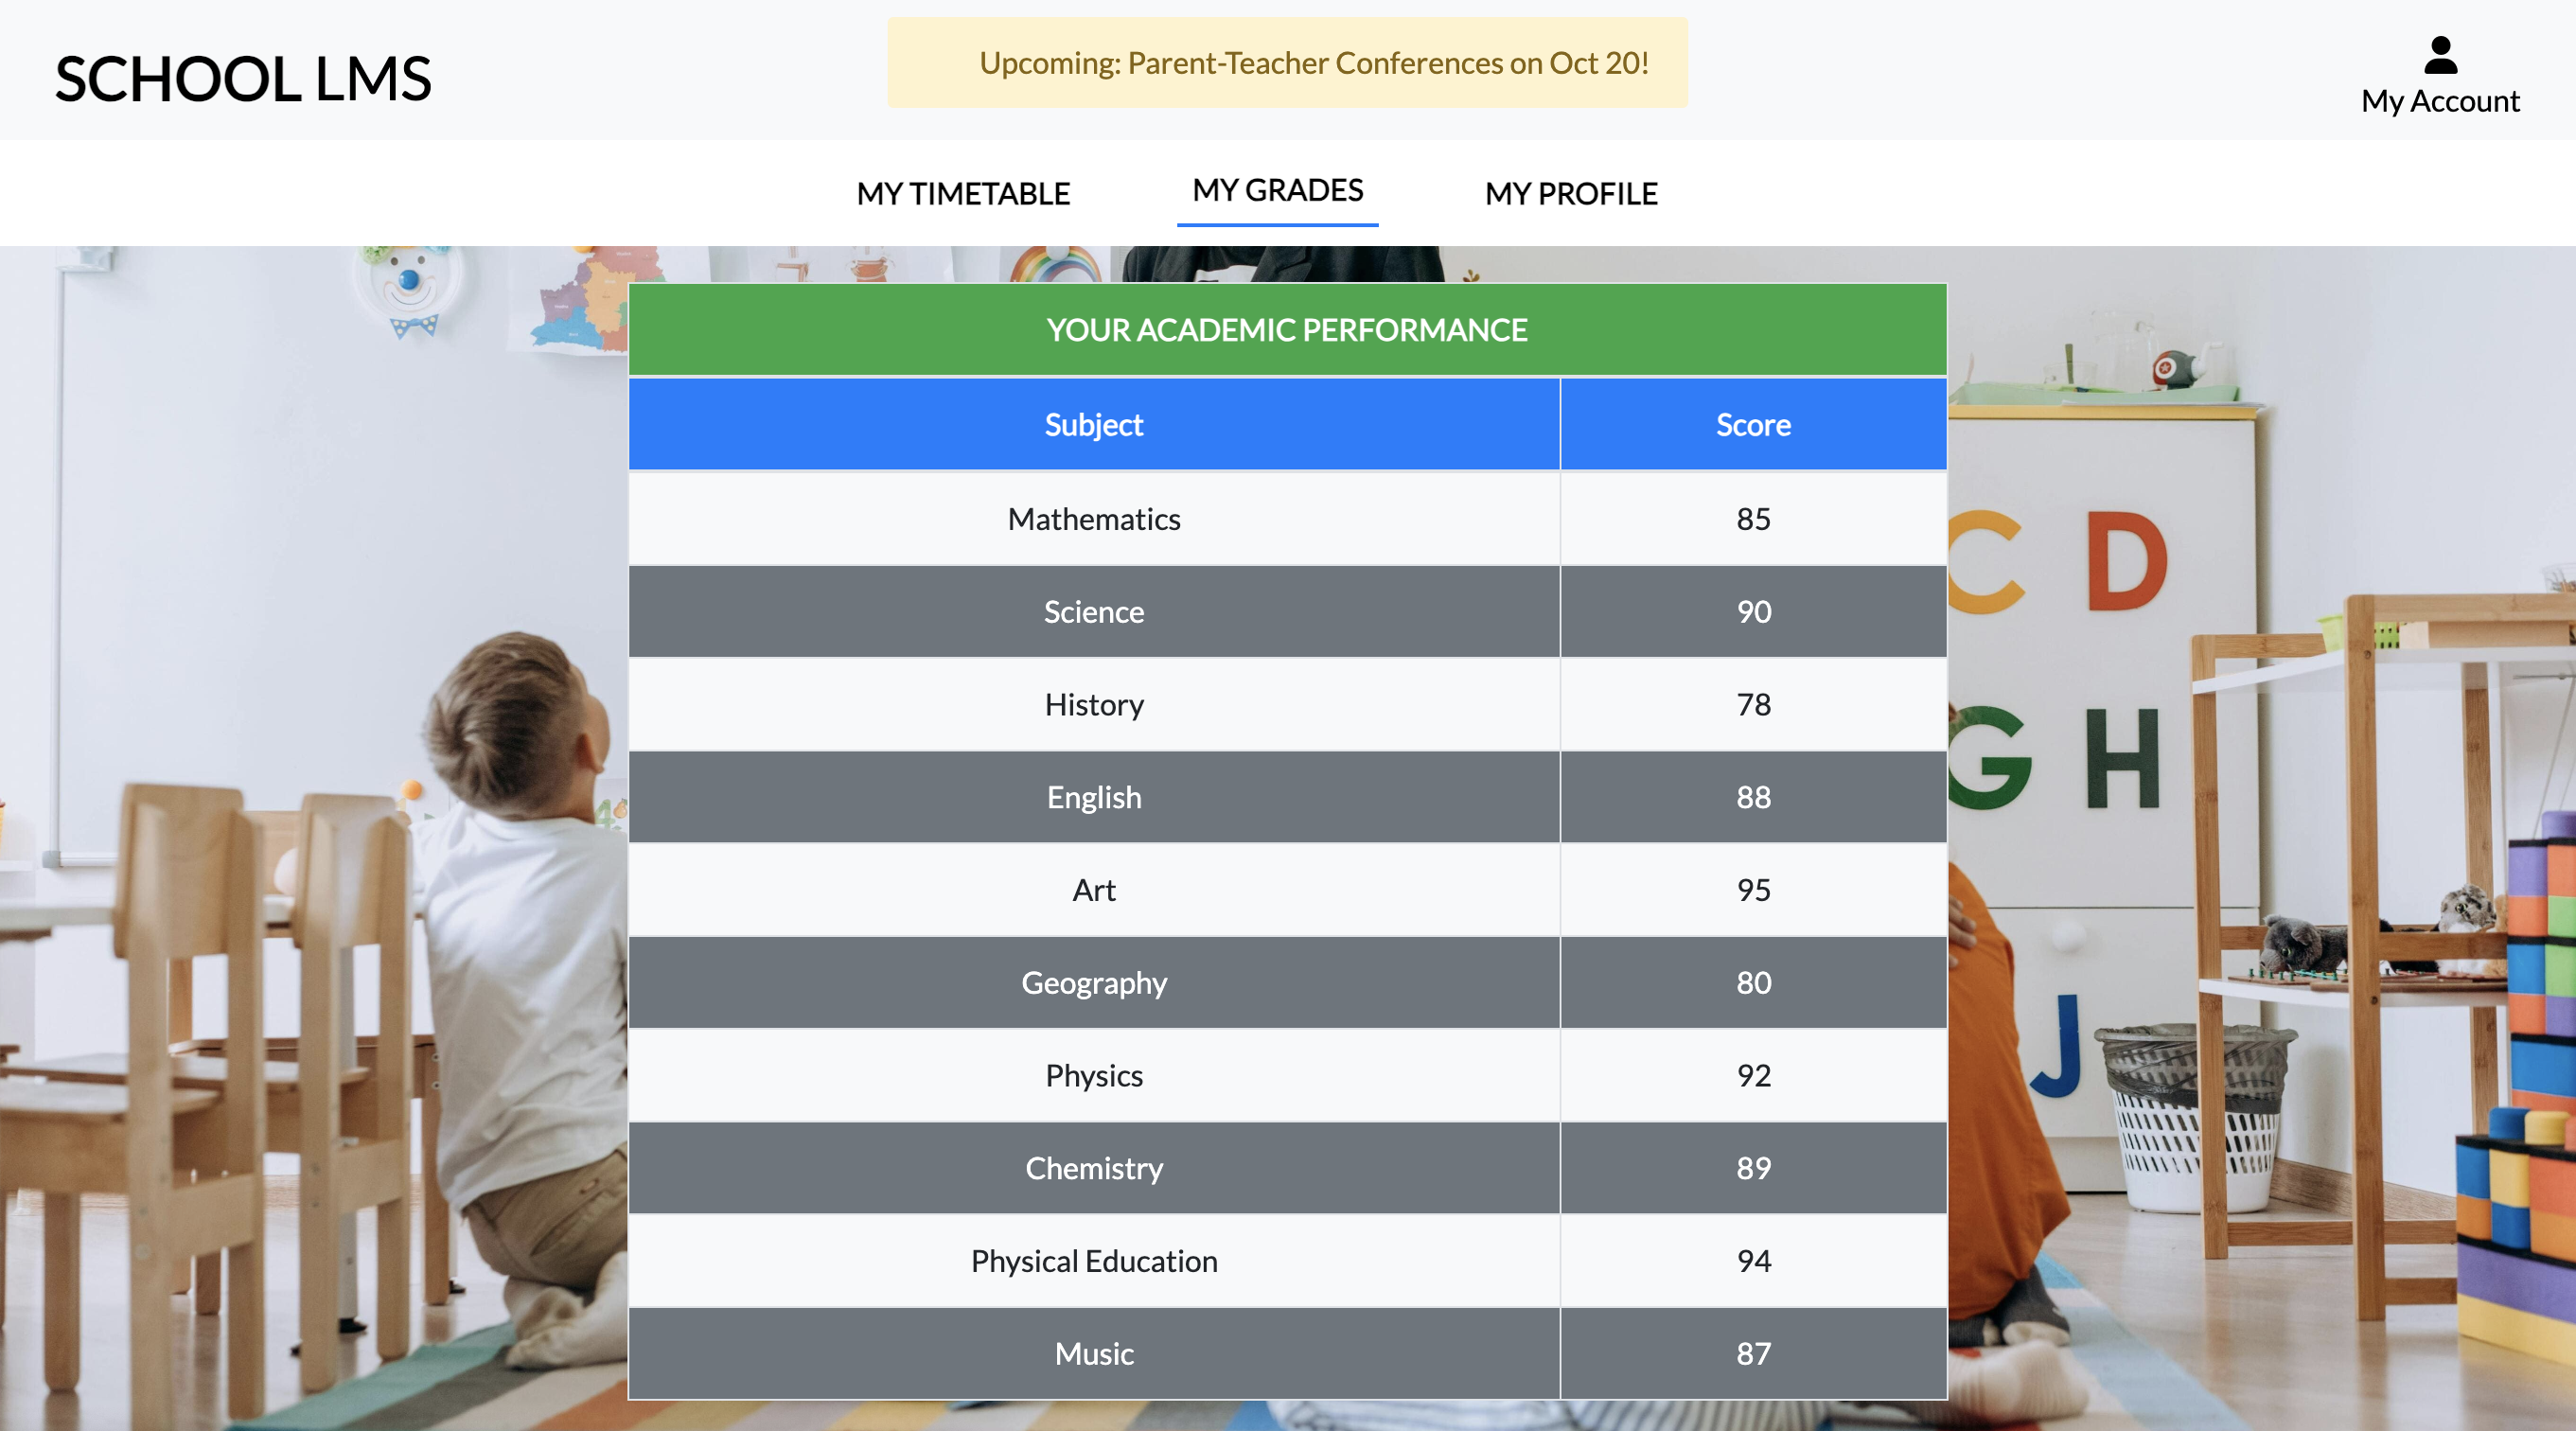 SCHOOL LMS
Upcoming: Parent-Teacher Conferences on Oct 20!
My Account
MY TIMETABLE MY GRADES MY PROFILE
YOUR ACADEMIC PERFORMANCE
Subject Score
Mathematics 85
Science 90
History 78
English 88
Art 95
Geography 80
Physics 92
Chemistry 89
Physical Education 94
Music 87
C D
G H
J